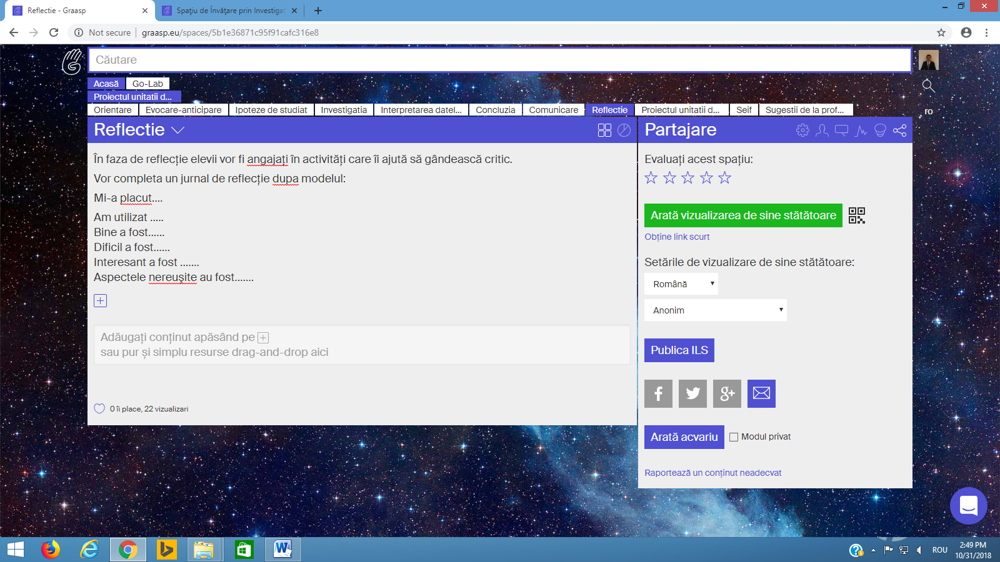 Reflectie - Graasp
Spaţiu de Învăţare prin Investiga
Not secure
graasp.eu/spaces/5b1e36871c95f91cafc316e8
Căutare
Acasă
Go-Lab
Proiectul unitatii d...
Orientare
Evocare-anticipare
Ipoteze de studiat
Investigatia
Interpretarea datel...
Concluzia
Comunicare
Reflectie
Proiectul unitatii d...
Seif
Sugestii de la prof...
ro
Reflectie
În faza de reflecție elevii vor fi angajați în activități care îi ajută să gândească critic.
Vor completa un jurnal de reflecție dupa modelul:
Mi-a placut....
Am utilizat .....
Bine a fost......
Dificil a fost......
Interesant a fost .......
Aspectele nereuşite au fost.......
Adăugați conținut apăsând pe +
sau pur și simplu resurse drag-and-drop aici
0 îi place, 22 vizualizari
Partajare
Evaluați acest spațiu:
Arată vizualizarea de sine stătătoare
Obține link scurt
Setările de vizualizare de sine stătătoare:
Română
Anonim
Publica ILS
f
g+
Arată acvariu
Modul privat
Raportează un conținut neadecvat
ROU
2:49 PM
10/31/2018